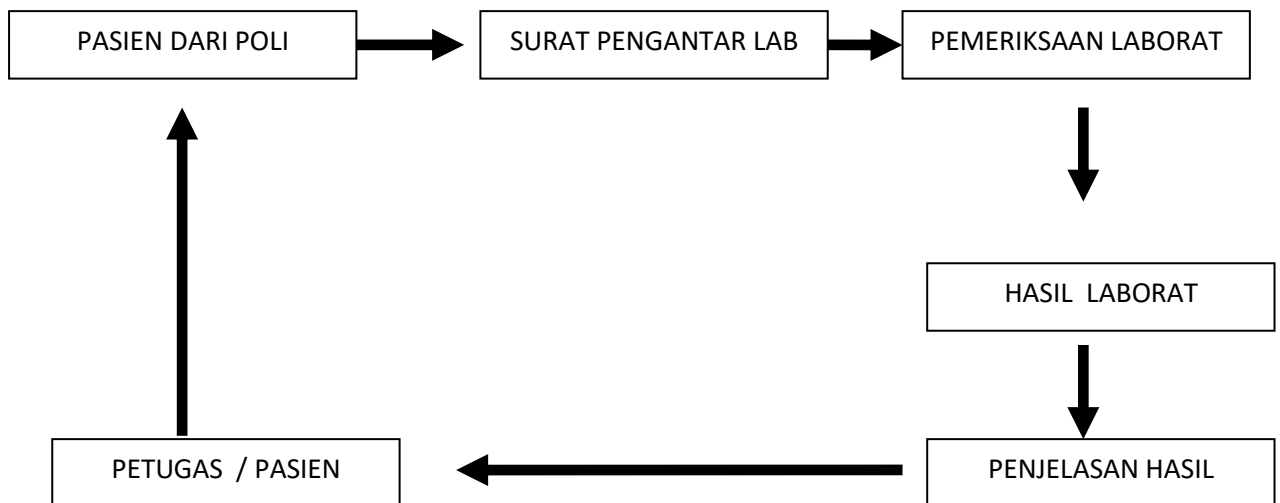 PASIEN DARI POLI
SURAT PENGANTAR LAB
PEMERIKSAAN LABORAT
HASIL  LABORAT
PENJELASAN HASIL
PETUGAS  / PASIEN